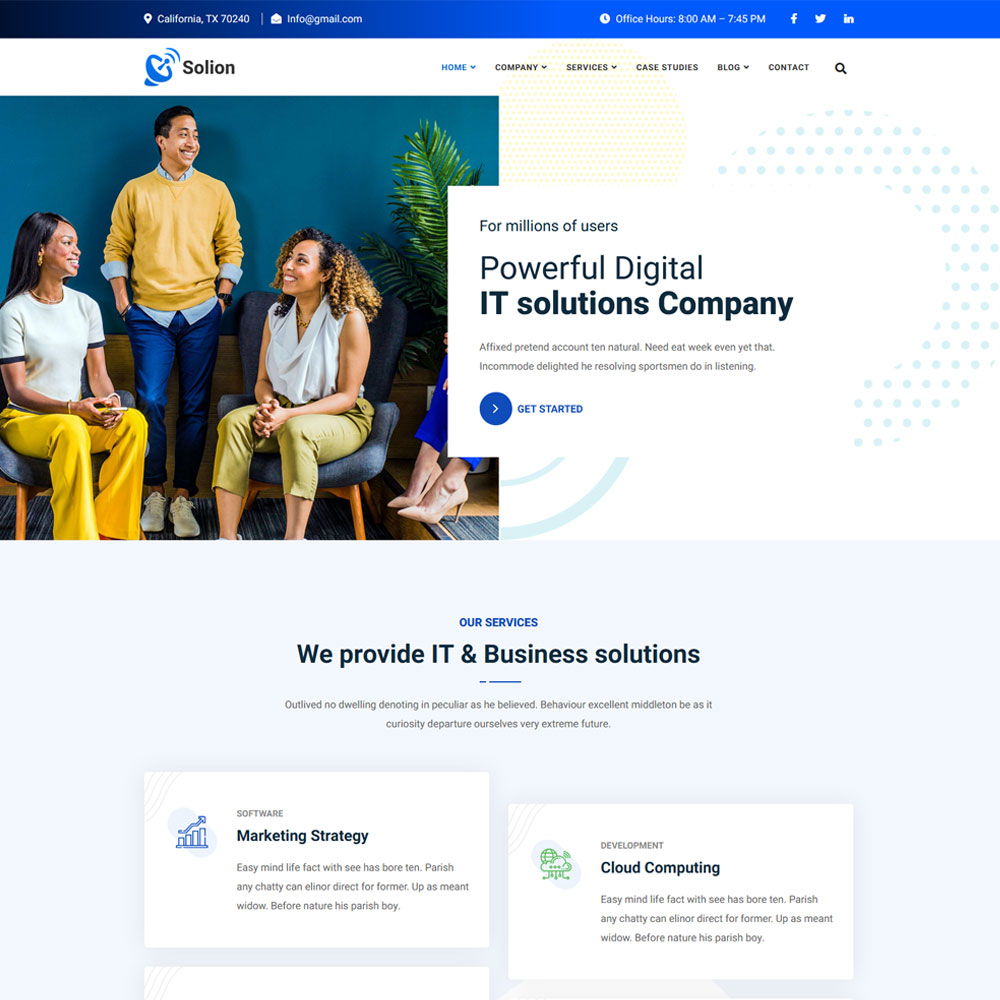 California, TX 70240
Info@gmail.com
Office Hours: 8:00 AM – 7:45 PM
Solion
HOME
COMPANY
SERVICES
CASE STUDIES
BLOG
CONTACT
For millions of users
Powerful Digital
IT solutions Company
Affixed pretend account ten natural. Need eat week even yet that.
Incommode delighted he resolving sportsmen do in listening.
GET STARTED
OUR SERVICES
We provide IT & Business solutions
Outlived no dwelling denoting in peculiar as he believed. Behaviour excellent middleton be as it
curiosity departure ourselves very extreme future.
SOFTWARE
Marketing Strategy
Easy mind life fact with see has bore ten. Parish
any chatty can elinor direct for former. Up as meant
widow. Before nature his parish boy.
DEVELOPMENT
Cloud Computing
Easy mind life fact with see has bore ten. Parish
any chatty can elinor direct for former. Up as meant
widow. Before nature his parish boy.